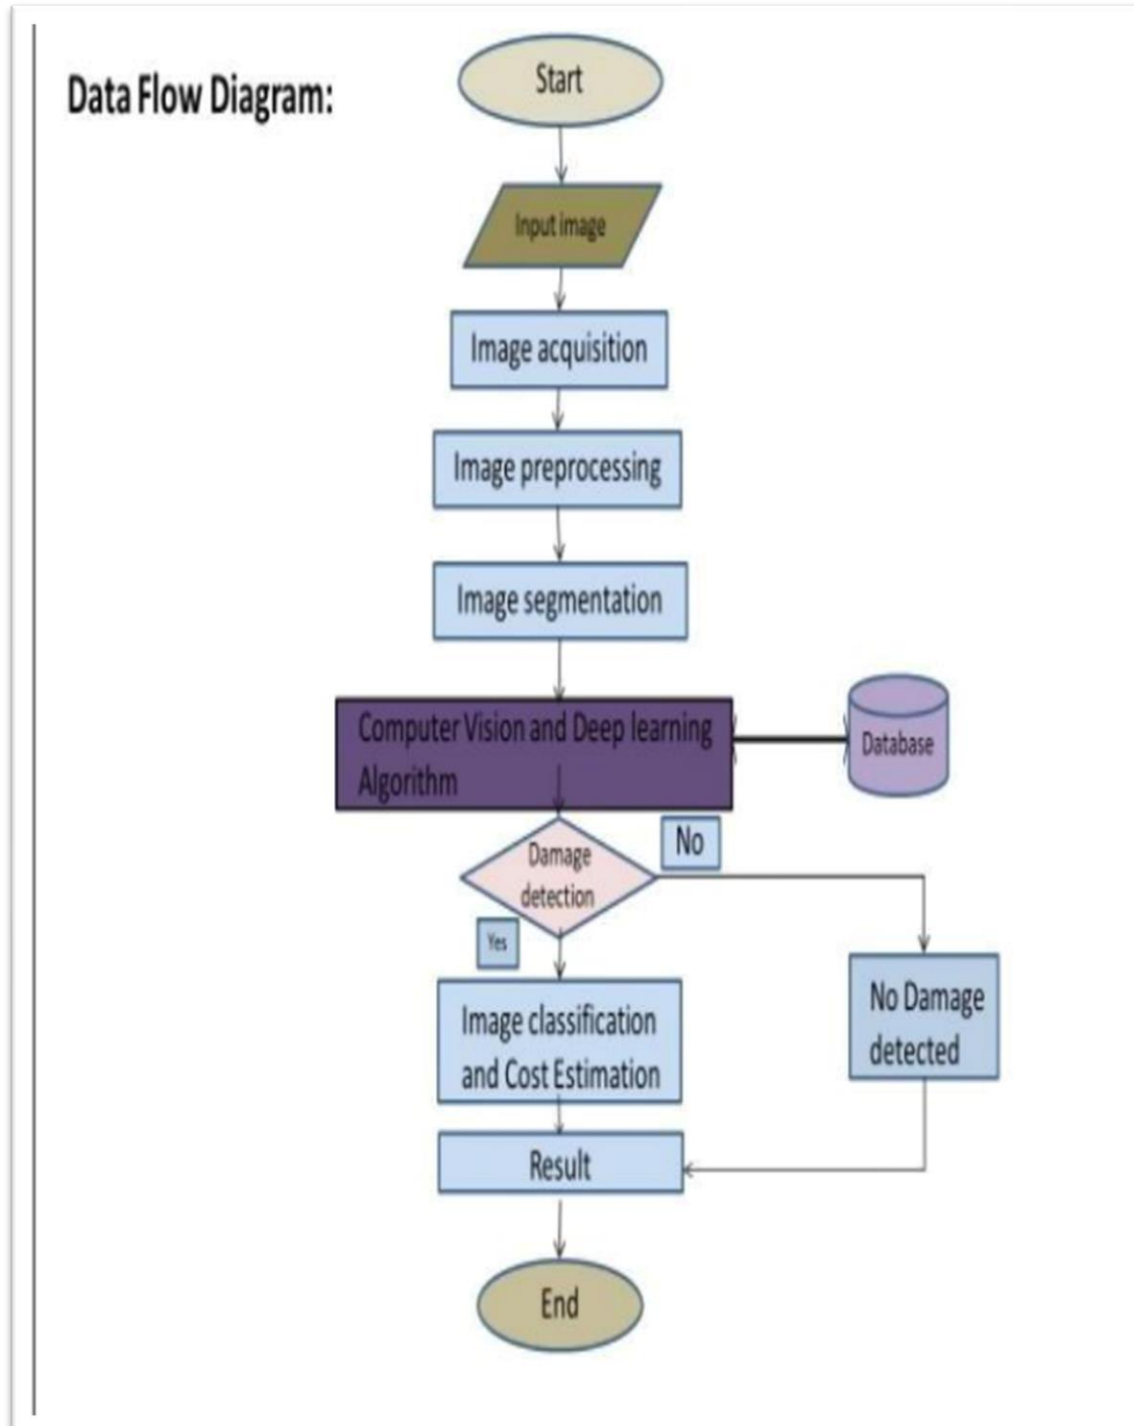 Data Flow Diagram:
Start
Input image
Image acquisition
Image preprocessing
Image segmentation
Computer Vision and Deep learning
Algorithm
Database
Damage
detection
No
Yes
Image classification
and Cost Estimation
No Damage
detected
Result
End